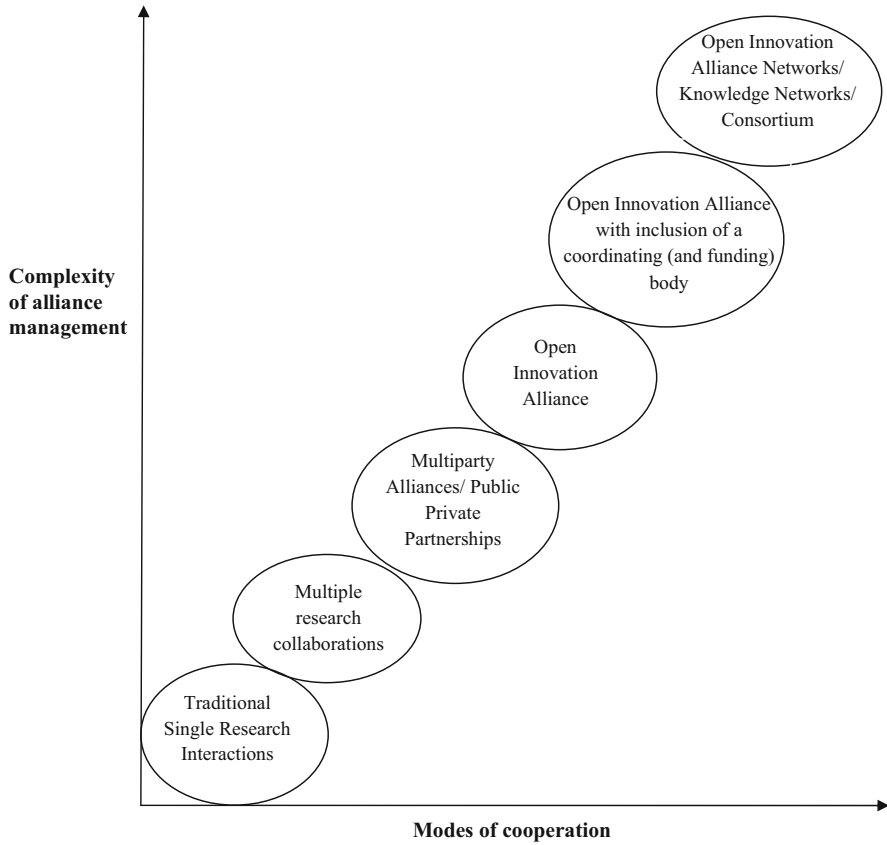 Open Innovation
Alliance Networks/
Knowledge Networks/
Consortium
Open Innovation Alliance
with inclusion of a
coordinating (and funding)
body
Complexity
of alliance
management
Open
Innovation
Alliance
Multiparty
Alliances/ Public
Private
Partnerships
Multiple
research
collaborations
Traditional
Single Research
Interactions
Modes of cooperation